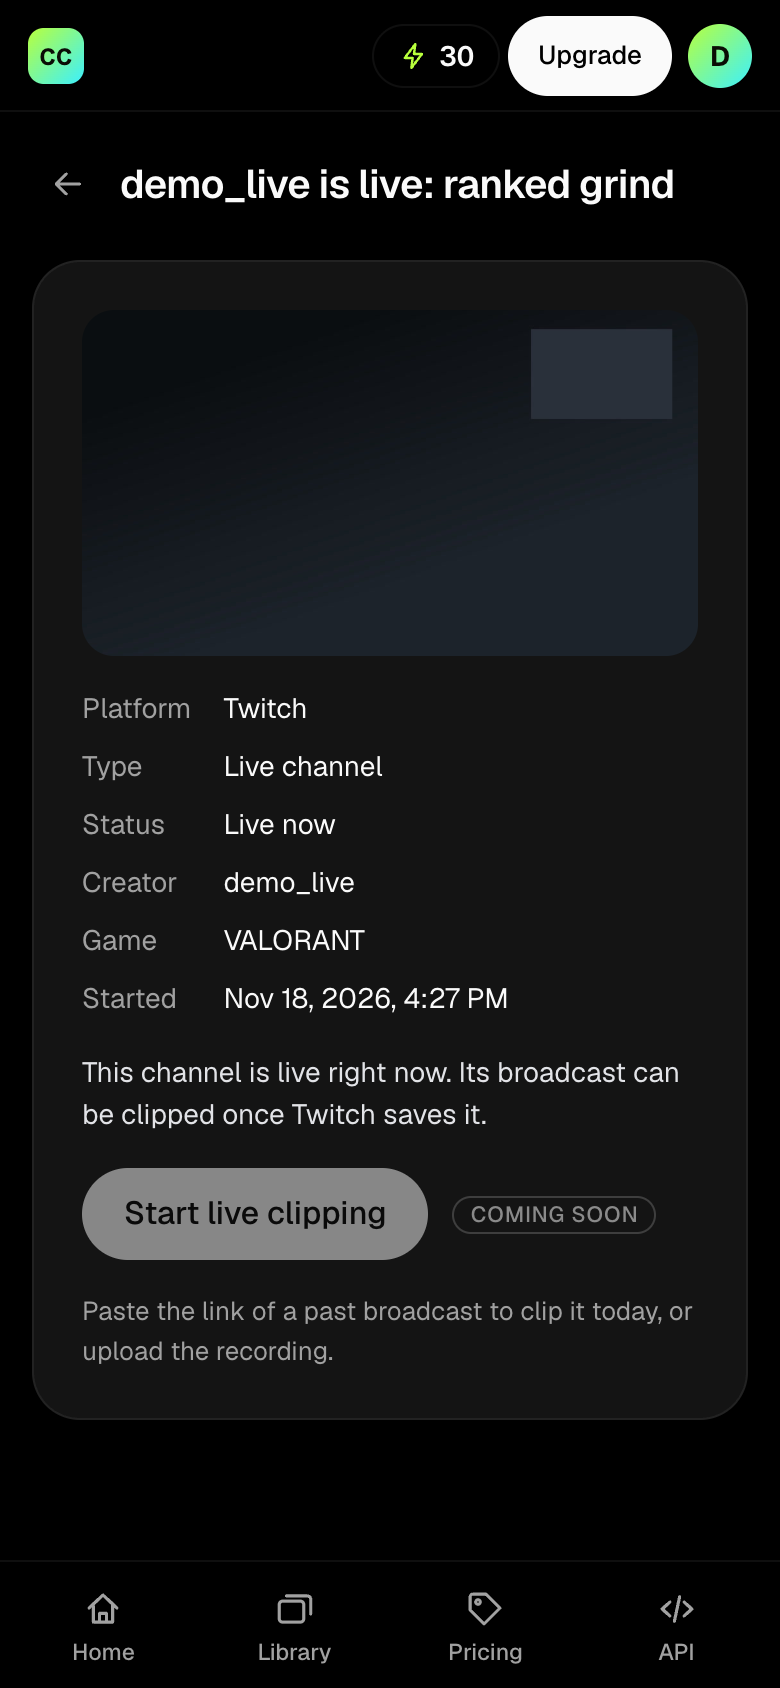 CC
30
Upgrade
D
demo_live is live: ranked grind
Platform Twitch
Type Live channel
Status Live now
Creator demo_live
Game VALORANT
Started Nov 18, 2026, 4:27 PM
This channel is live right now. Its broadcast can
be clipped once Twitch saves it.
Start live clipping
COMING SOON
Paste the link of a past broadcast to clip it today, or
upload the recording.
Home
Library
Pricing
API